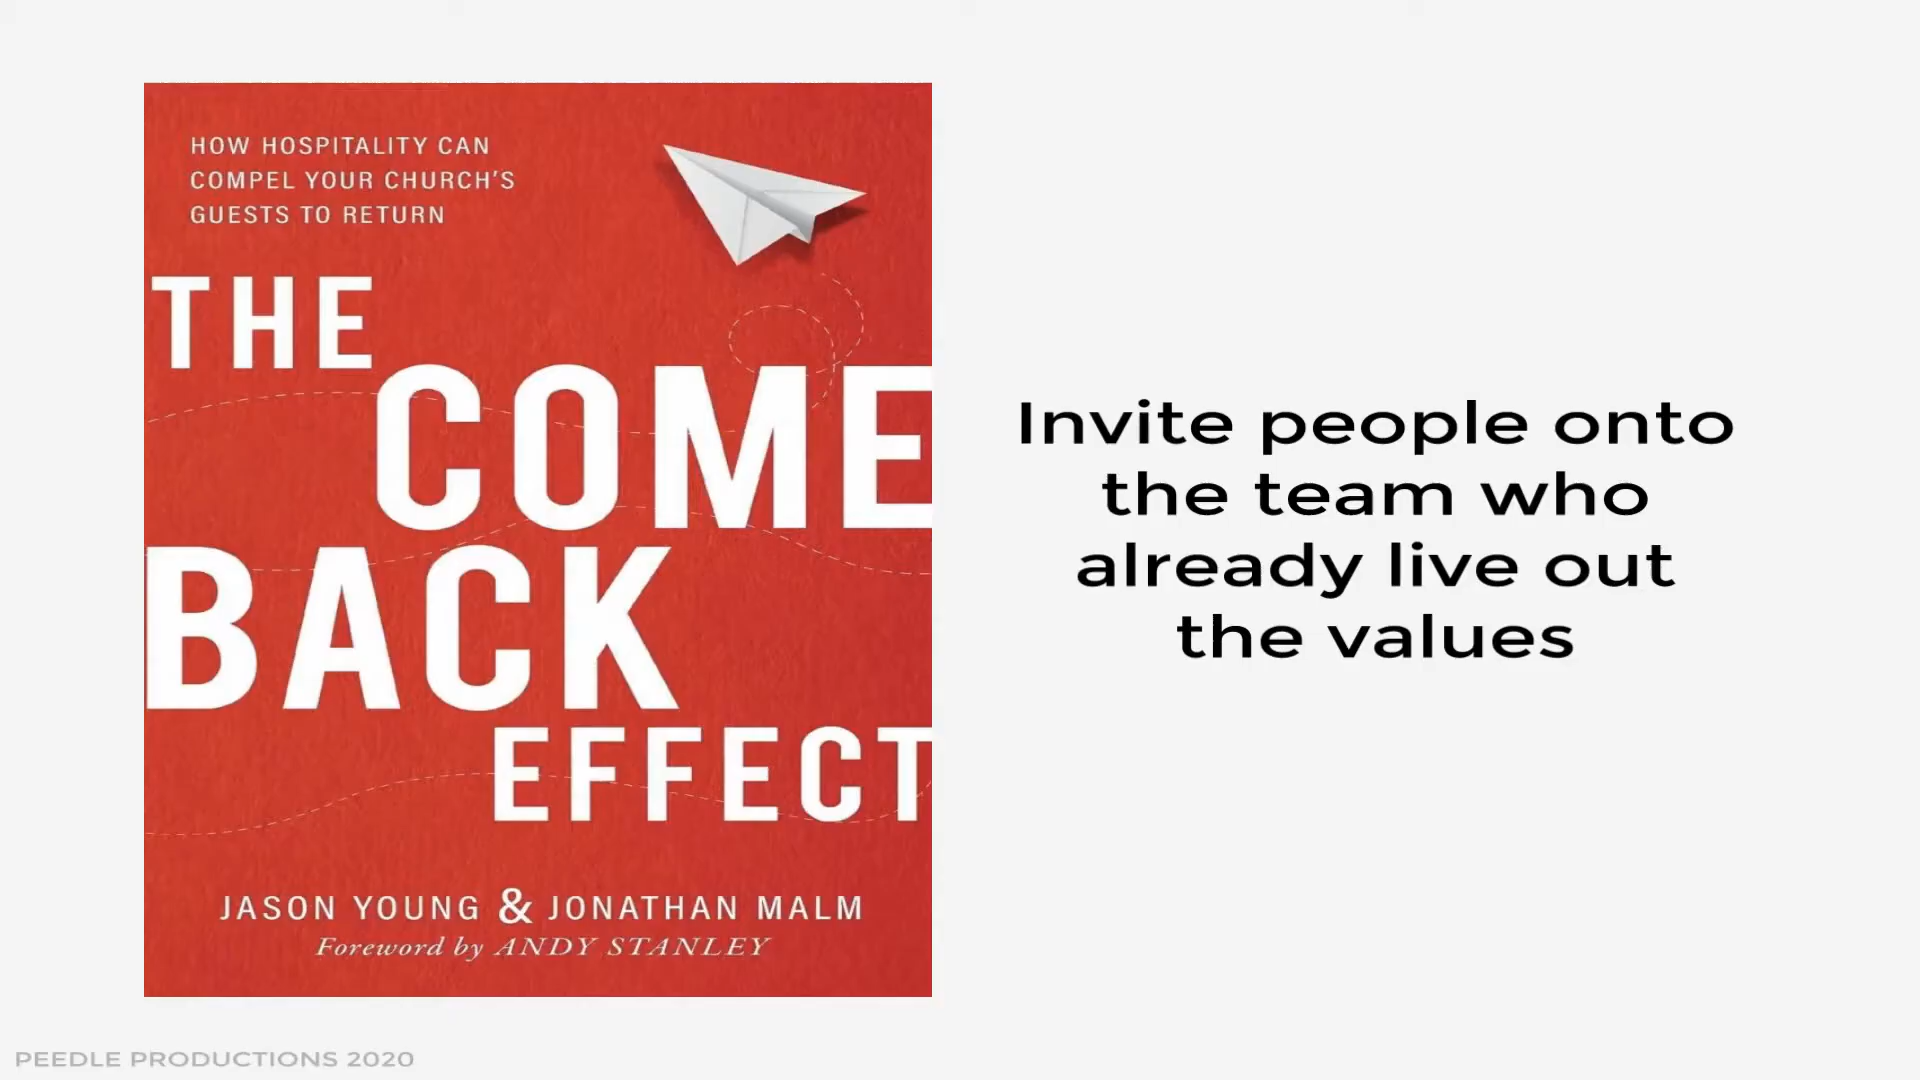 HOW HOSPITALITY CAN
COMPEL YOUR CHURCH'S
GUESTS TO RETURN
THE
COME
BACK
EFFECT
JASON YOUNG & JONATHAN MALM
Foreword by ANDY STANLEY
Invite people onto
the team who
already live out
the values
PEEDLE PRODUCTIONS 2020